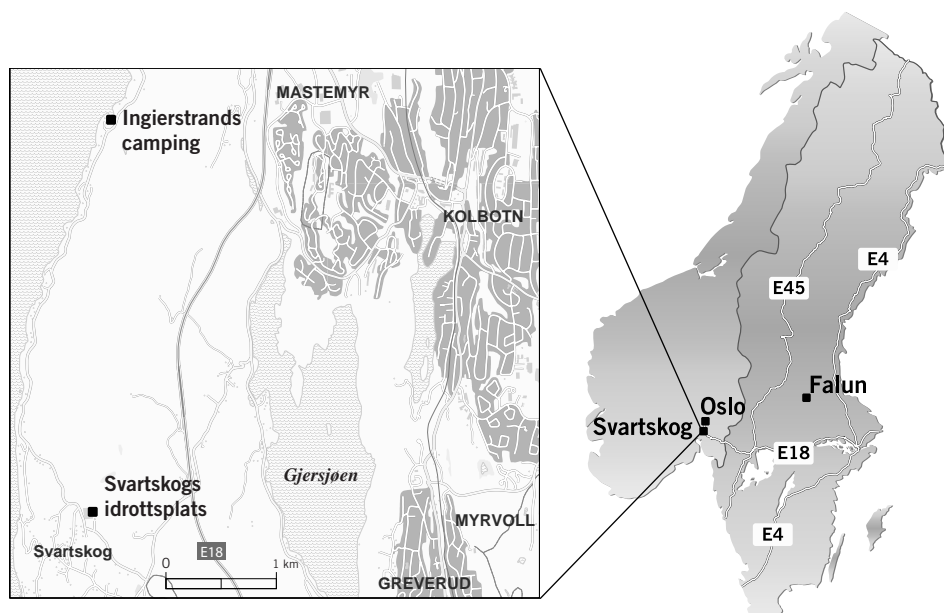 MASTEMYR
Ingierstrands
camping
KOLBOTN
Gjersjøen
Svartskogs
idrottsplats
MYRVOLL
Svartskog
E18
0
1 km
GREVERUD
E4
E45
Falun
Oslo
Svartskog
E18
E4